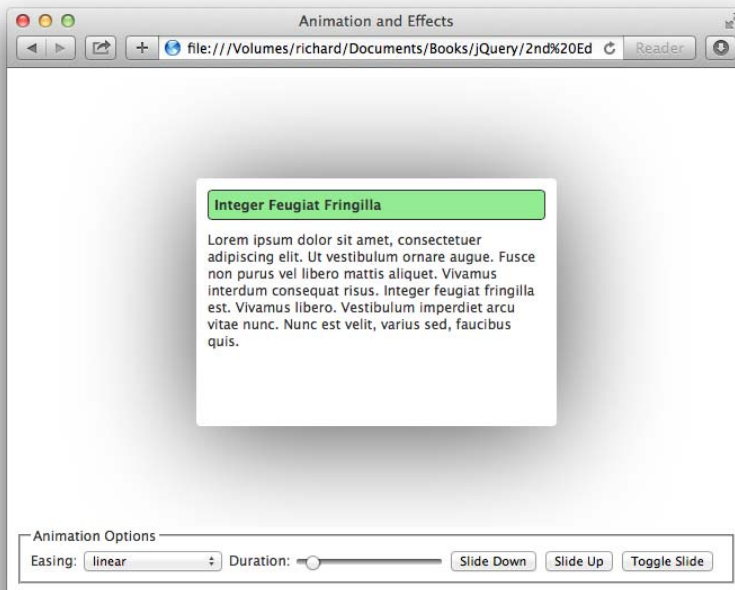 Animation and Effects
file:///Volumes/richard/Documents/Books/jQuery/2nd%20Ed
Reader
Integer Feugiat Fringilla
Lorem ipsum dolor sit amet, consectetuer
adipiscing elit. Ut vestibulum ornare augue. Fusce
non purus vel libero mattis aliquet. Vivamus
interdum consequat risus. Integer feugiat fringilla
est. Vivamus libero. Vestibulum imperdiet arcu
vitae nunc. Nunc est velit, varius sed, faucibus
quis.
Animation Options
Easing: linear Duration: Slide Down Slide Up Toggle Slide